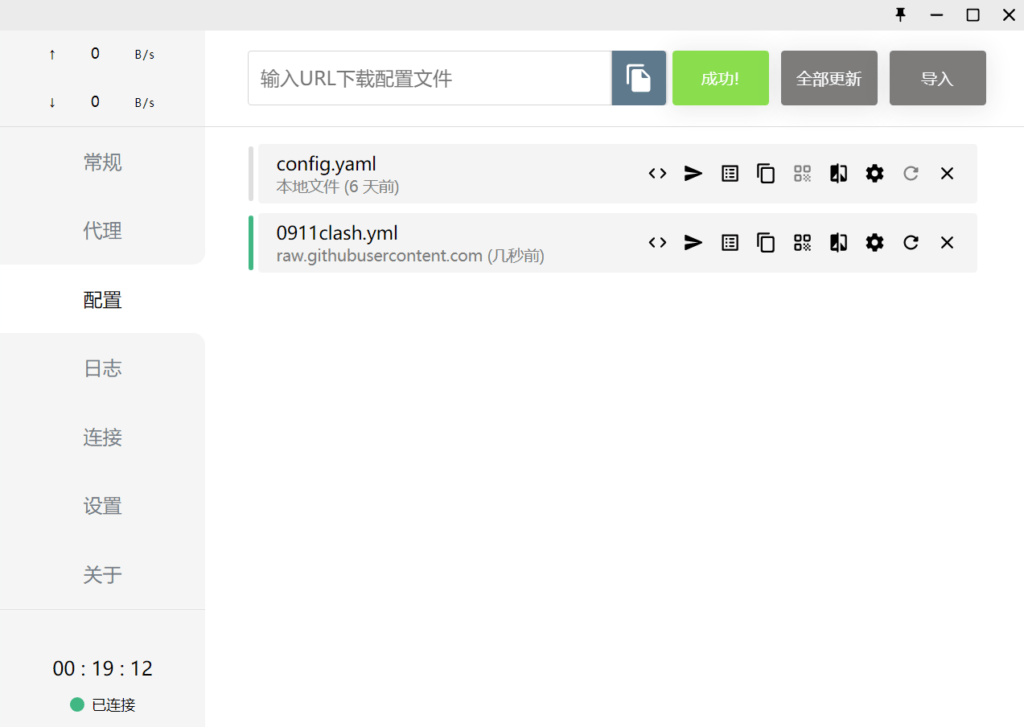 ↑ 0 B/s
↓ 0 B/s
常规
代理
配置
日志
连接
设置
关于
00 : 19 : 12
已连接
输入URL下载配置文件
成功!
全部更新
导入
config.yaml
本地文件 (6 天前)
0911clash.yml
raw.githubusercontent.com (几秒前)